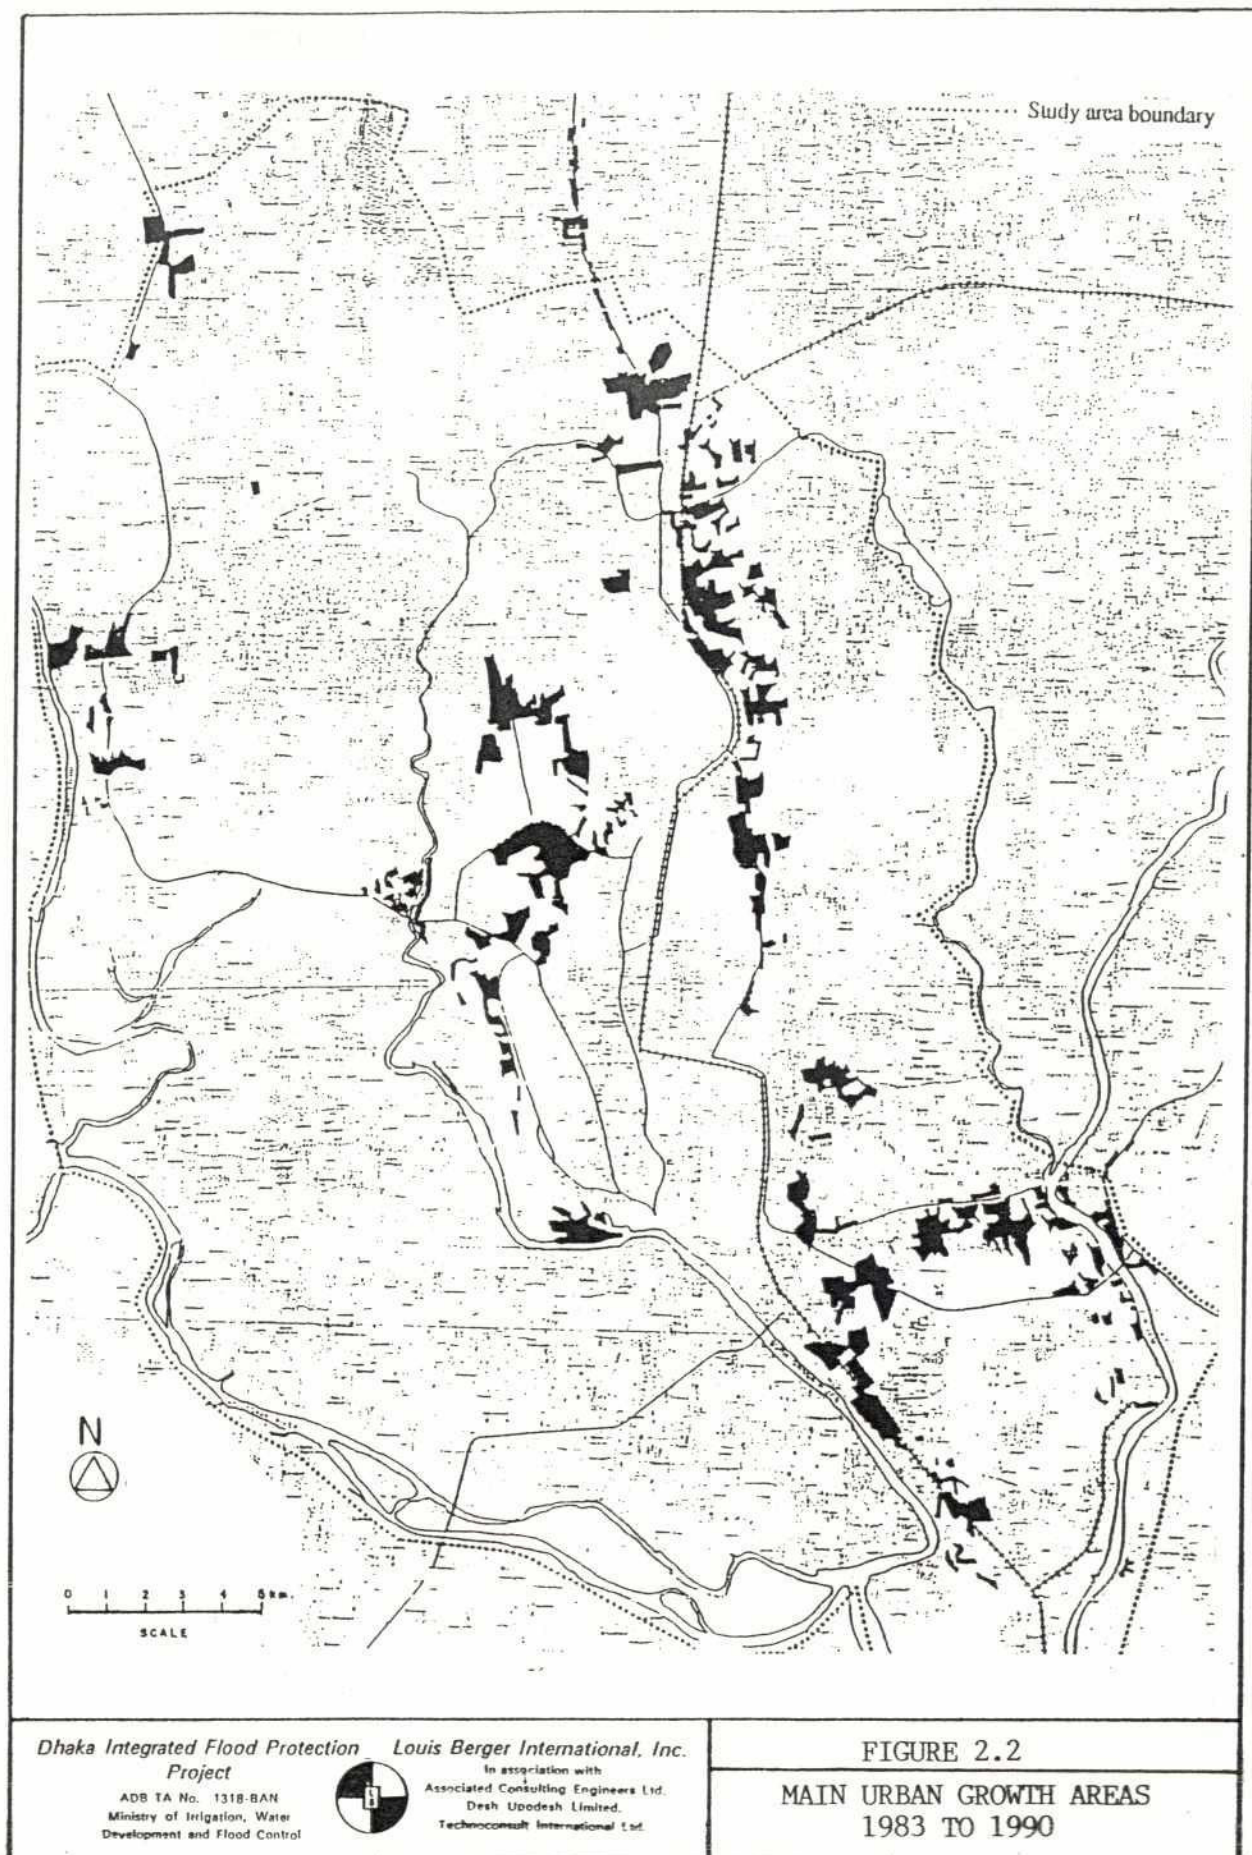 Study area boundary
N
0 1 2 3 4 5 km.
SCALE
Dhaka Integrated Flood Protection
Project
ADB TA No. 1318-BAN
Ministry of Irrigation, Water
Development and Flood Control
LB
Louis Berger International, Inc.
In association with
Associated Consulting Engineers Ltd.
Desh Upodesh Limited.
Technoconsult International Ltd.
FIGURE 2.2
MAIN URBAN GROWTH AREAS
1983 TO 1990